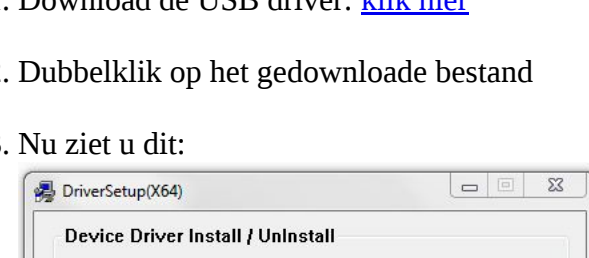 . Download de USB driver: klik hier
. Dubbelklik op het gedownloade bestand
. Nu ziet u dit:
DriverSetup(X64)
Device Driver Install / UnInstall